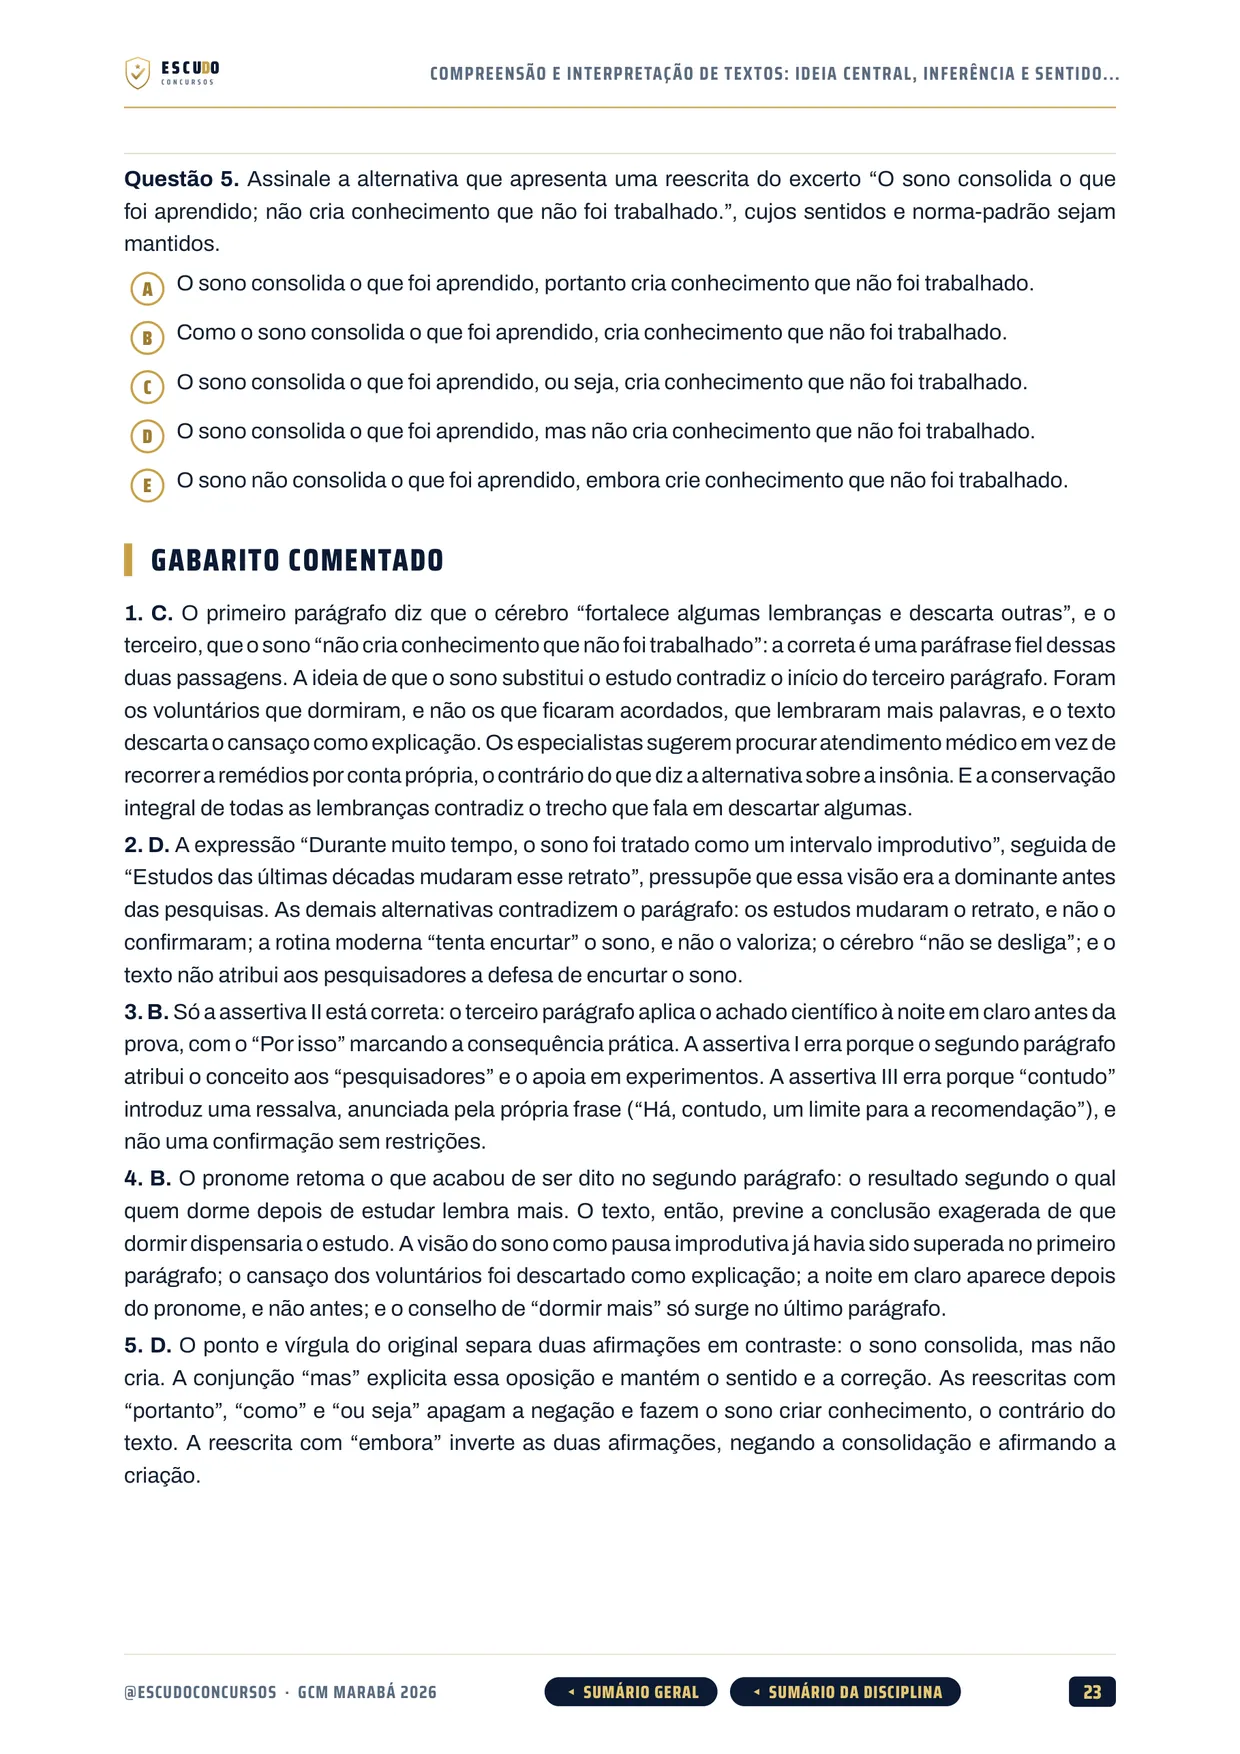 ESCUDO
CONCURSOS
COMPREENSÃO E INTERPRETAÇÃO DE TEXTOS: IDEIA CENTRAL, INFERÊNCIA E SENTIDO...
Questão 5. Assinale a alternativa que apresenta uma reescrita do excerto “O sono consolida o que
foi aprendido; não cria conhecimento que não foi trabalhado.”, cujos sentidos e norma-padrão sejam
mantidos.
A O sono consolida o que foi aprendido, portanto cria conhecimento que não foi trabalhado.
B Como o sono consolida o que foi aprendido, cria conhecimento que não foi trabalhado.
C O sono consolida o que foi aprendido, ou seja, cria conhecimento que não foi trabalhado.
D O sono consolida o que foi aprendido, mas não cria conhecimento que não foi trabalhado.
E O sono não consolida o que foi aprendido, embora crie conhecimento que não foi trabalhado.
GABARITO COMENTADO
1. C. O primeiro parágrafo diz que o cérebro “fortalece algumas lembranças e descarta outras”, e o
terceiro, que o sono “não cria conhecimento que não foi trabalhado”: a correta é uma paráfrase fiel dessas
duas passagens. A ideia de que o sono substitui o estudo contradiz o início do terceiro parágrafo. Foram
os voluntários que dormiram, e não os que ficaram acordados, que lembraram mais palavras, e o texto
descarta o cansaço como explicação. Os especialistas sugerem procurar atendimento médico em vez de
recorrer a remédios por conta própria, o contrário do que diz a alternativa sobre a insônia. E a conservação
integral de todas as lembranças contradiz o trecho que fala em descartar algumas.
2. D. A expressão “Durante muito tempo, o sono foi tratado como um intervalo improdutivo”, seguida de
“Estudos das últimas décadas mudaram esse retrato”, pressupõe que essa visão era a dominante antes
das pesquisas. As demais alternativas contradizem o parágrafo: os estudos mudaram o retrato, e não o
confirmaram; a rotina moderna “tenta encurtar” o sono, e não o valoriza; o cérebro “não se desliga”; e o
texto não atribui aos pesquisadores a defesa de encurtar o sono.
3. B. Só a assertiva II está correta: o terceiro parágrafo aplica o achado científico à noite em claro antes da
prova, com o “Por isso” marcando a consequência prática. A assertiva I erra porque o segundo parágrafo
atribui o conceito aos “pesquisadores” e o apoia em experimentos. A assertiva III erra porque “contudo”
introduz uma ressalva, anunciada pela própria frase (“Há, contudo, um limite para a recomendação”), e
não uma confirmação sem restrições.
4. B. O pronome retoma o que acabou de ser dito no segundo parágrafo: o resultado segundo o qual
quem dorme depois de estudar lembra mais. O texto, então, previne a conclusão exagerada de que
dormir dispensaria o estudo. A visão do sono como pausa improdutiva já havia sido superada no primeiro
parágrafo; o cansaço dos voluntários foi descartado como explicação; a noite em claro aparece depois
do pronome, e não antes; e o conselho de “dormir mais” só surge no último parágrafo.
5. D. O ponto e vírgula do original separa duas afirmações em contraste: o sono consolida, mas não
cria. A conjunção “mas” explicita essa oposição e mantém o sentido e a correção. As reescritas com
“portanto”, “como” e “ou seja” apagam a negação e fazem o sono criar conhecimento, o contrário do
texto. A reescrita com “embora” inverte as duas afirmações, negando a consolidação e afirmando a
criação.
@ESCUDOCONCURSOS · GCM MARABÁ 2026
SUMÁRIO GERAL
SUMÁRIO DA DISCIPLINA
23